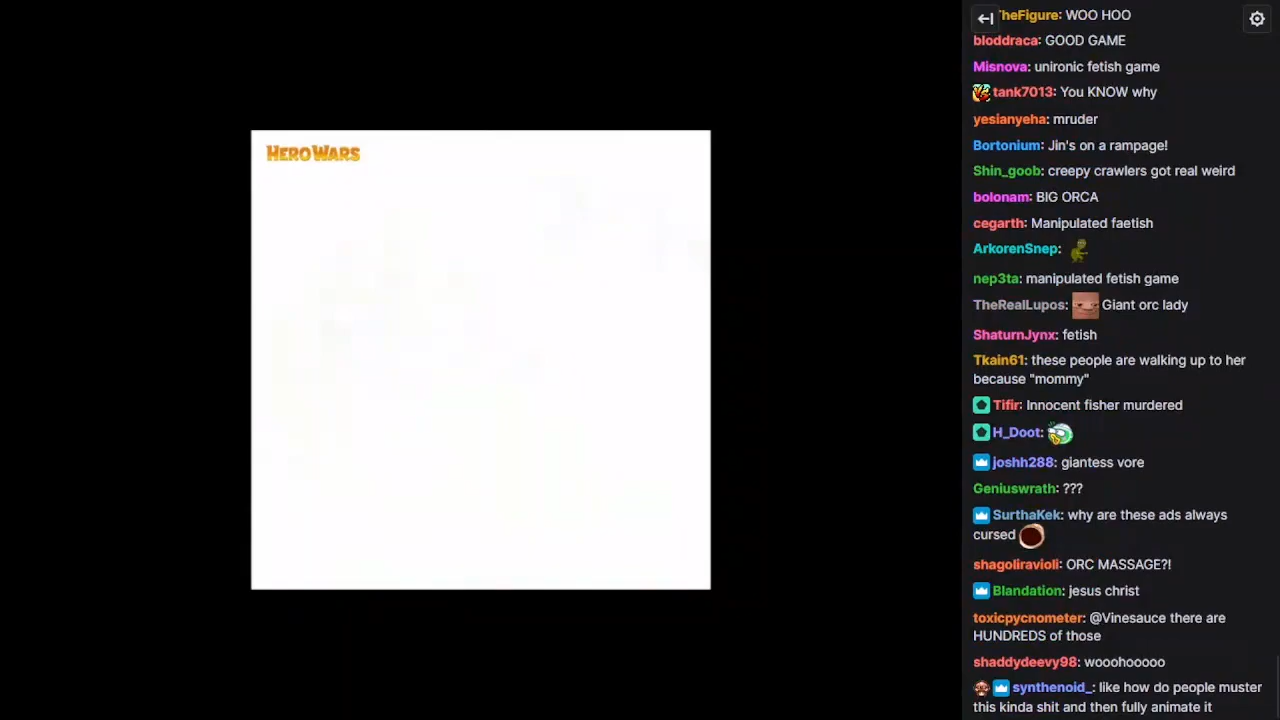 HERO WARS
TheFigure: WOO HOO
bloddraca: GOOD GAME
Misnova: unironic fetish game
tank7013: You KNOW why
yesianyeha: mruder
Bortonium: Jin's on a rampage!
Shin_goob: creepy crawlers got real weird
bolonam: BIG ORCA
cegarth: Manipulated faetish
ArkorenSnep:
nep3ta: manipulated fetish game
TheRealLupos: Giant orc lady
ShaturnJynx: fetish
Tkain61: these people are walking up to her
because "mommy"
Tifir: Innocent fisher murdered
H_Doot:
joshh288: giantess vore
Geniuswrath: ???
SurthaKek: why are these ads always
cursed
shagoliravioli: ORC MASSAGE?!
Blandation: jesus christ
toxicpycnometer: @Vinesauce there are
HUNDREDS of those
shaddydeevy98: wooohooooo
synthenoid_: like how do people muster
this kinda shit and then fully animate it